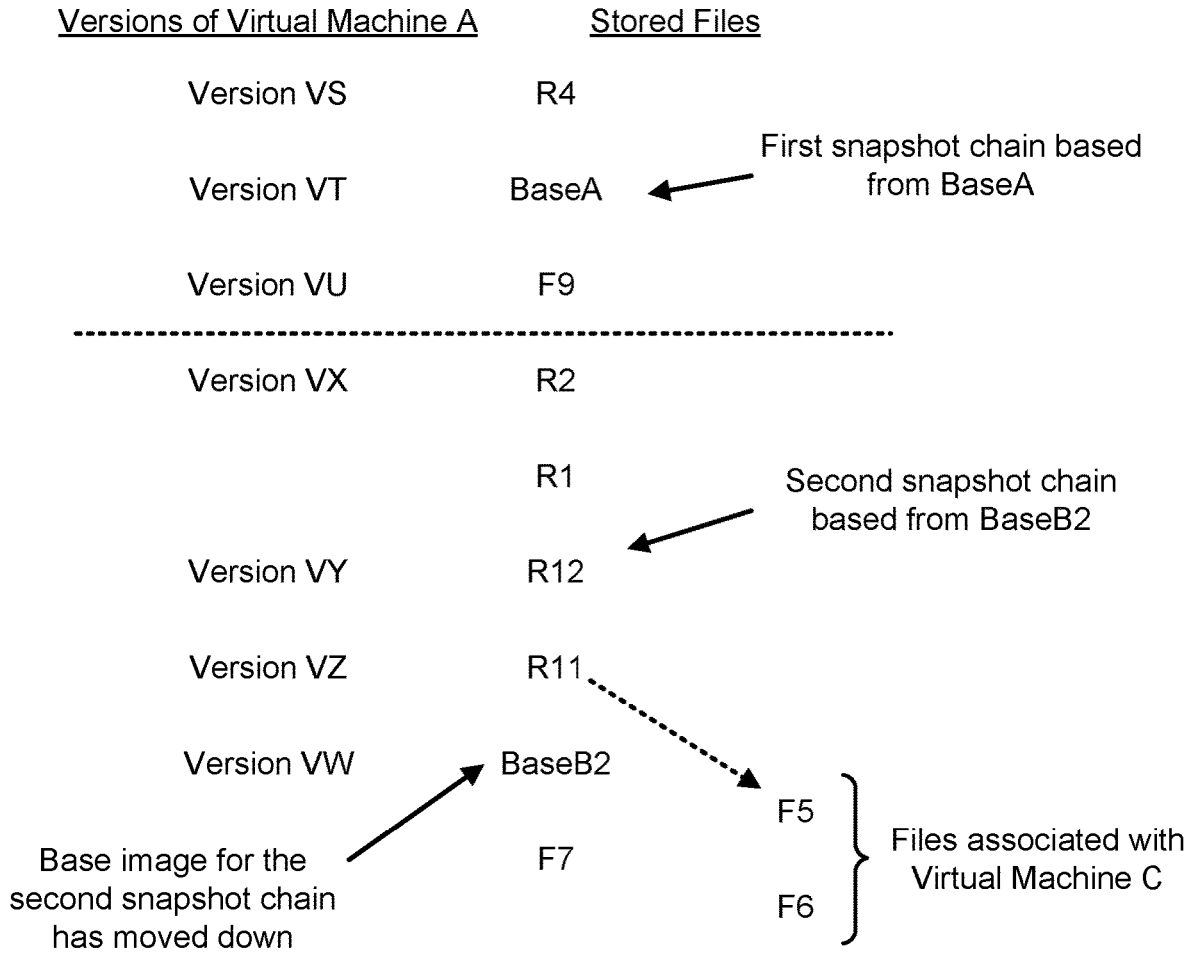 Versions of Virtual Machine A Stored Files
Version VS R4
First snapshot chain based
from BaseA
Version VT BaseA
Version VU F9
Version VX R2
R1
Second snapshot chain
based from BaseB2
Version VY R12
Version VZ R11
Version VW BaseB2
F5
Files associated with
Virtual Machine C
F6
F7
Base image for the
second snapshot chain
has moved down